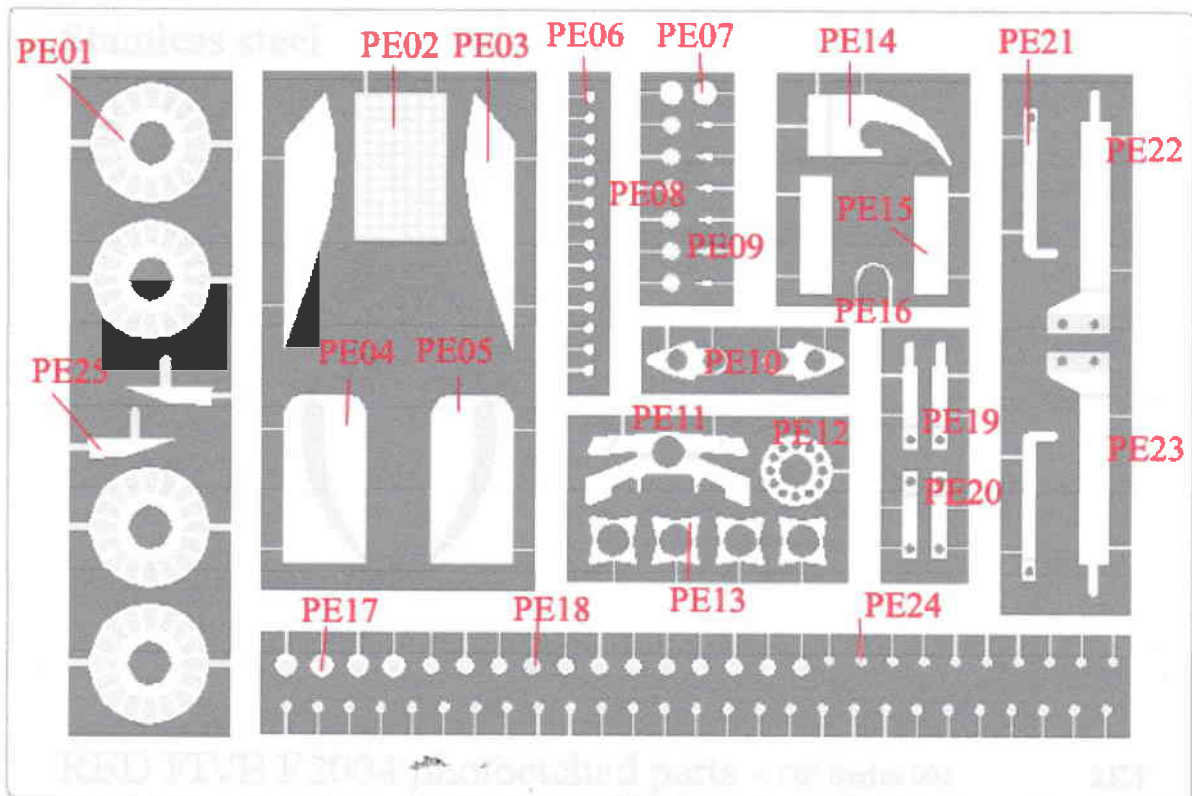 Stainless steel
PE01
PE02
PE03
PE06
PE07
PE14
PE21
PE22
PE08
PE15
PE09
PE16
PE04
PE05
PE10
PE25
PE11
PE12
PE19
PE23
PE20
PE17
PE18
PE13
PE24
RED FIVE F2004 photoetched parts -